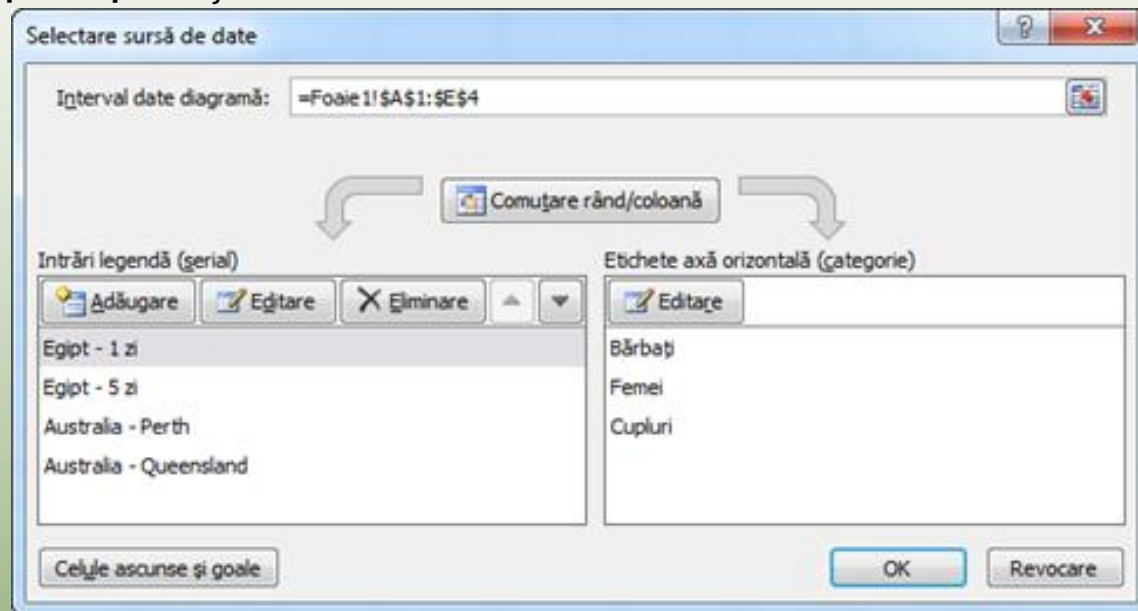 Selectare sursă de date
Interval date diagramă: =Foaie1!$A$1:$E$4
Comutare rând/coloană
Intrări legendă (serial)
Adăugare Editare Eliminare
Egipt - 1 zi
Egipt - 5 zi
Australia - Perth
Australia - Queensland
Etichete axă orizontală (categorie)
Editare
Bărbați
Femei
Cupluri
Celule ascunse și goale
OK Revocare